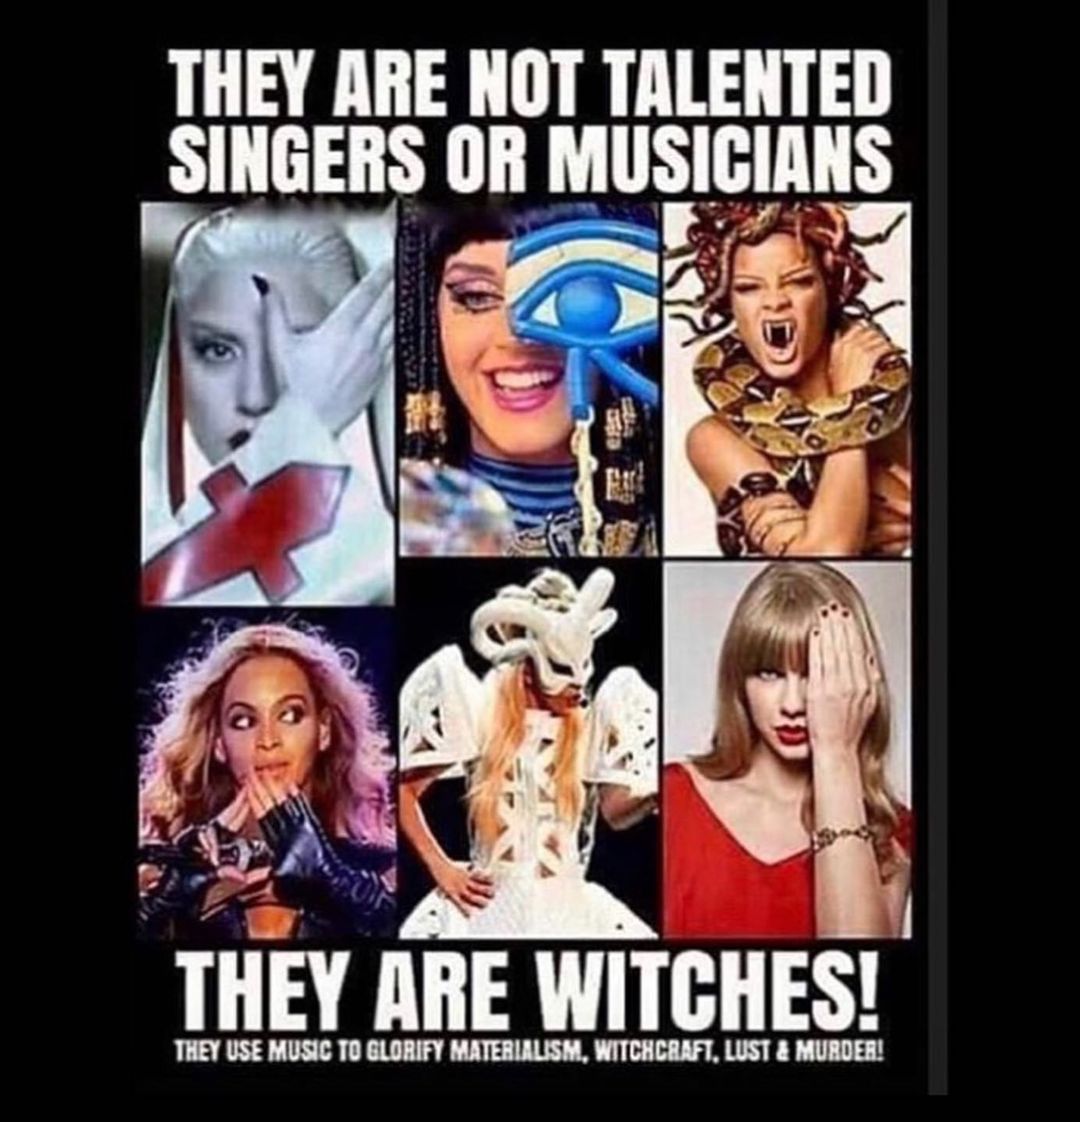 THEY ARE NOT TALENTED
SINGERS OR MUSICIANS
THEY ARE WITCHES!
THEY USE MUSIC TO GLORIFY MATERIALISM, WITCHCRAFT, LUST & MURDER!